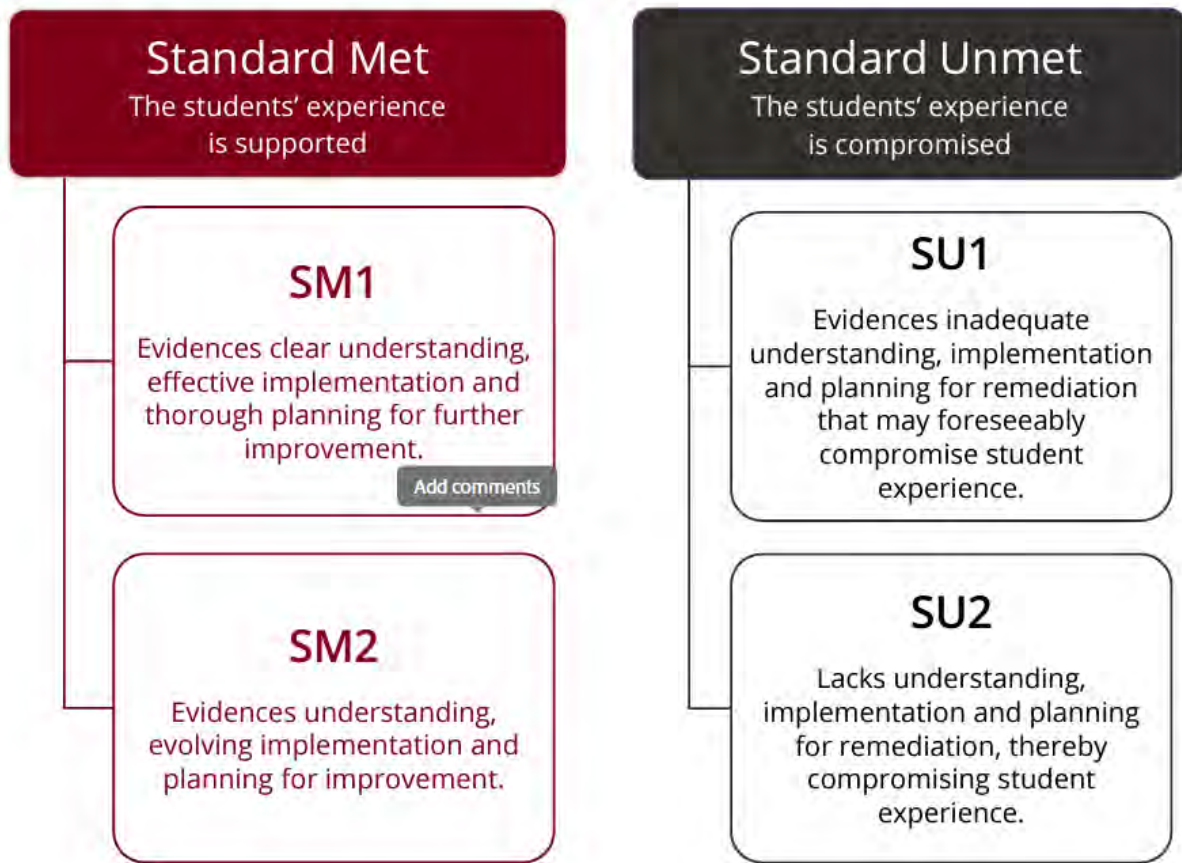 Standard Met
The students’ experience
is supported
SM1
Evidences clear understanding,
effective implementation and
thorough planning for further
improvement.
Add comments
SM2
Evidences understanding,
evolving implementation and
planning for improvement.
Standard Unmet
The students’ experience
is compromised
SU1
Evidences inadequate
understanding, implementation
and planning for remediation
that may foreseeably
compromise student
experience.
SU2
Lacks understanding,
implementation and planning
for remediation, thereby
compromising student
experience.